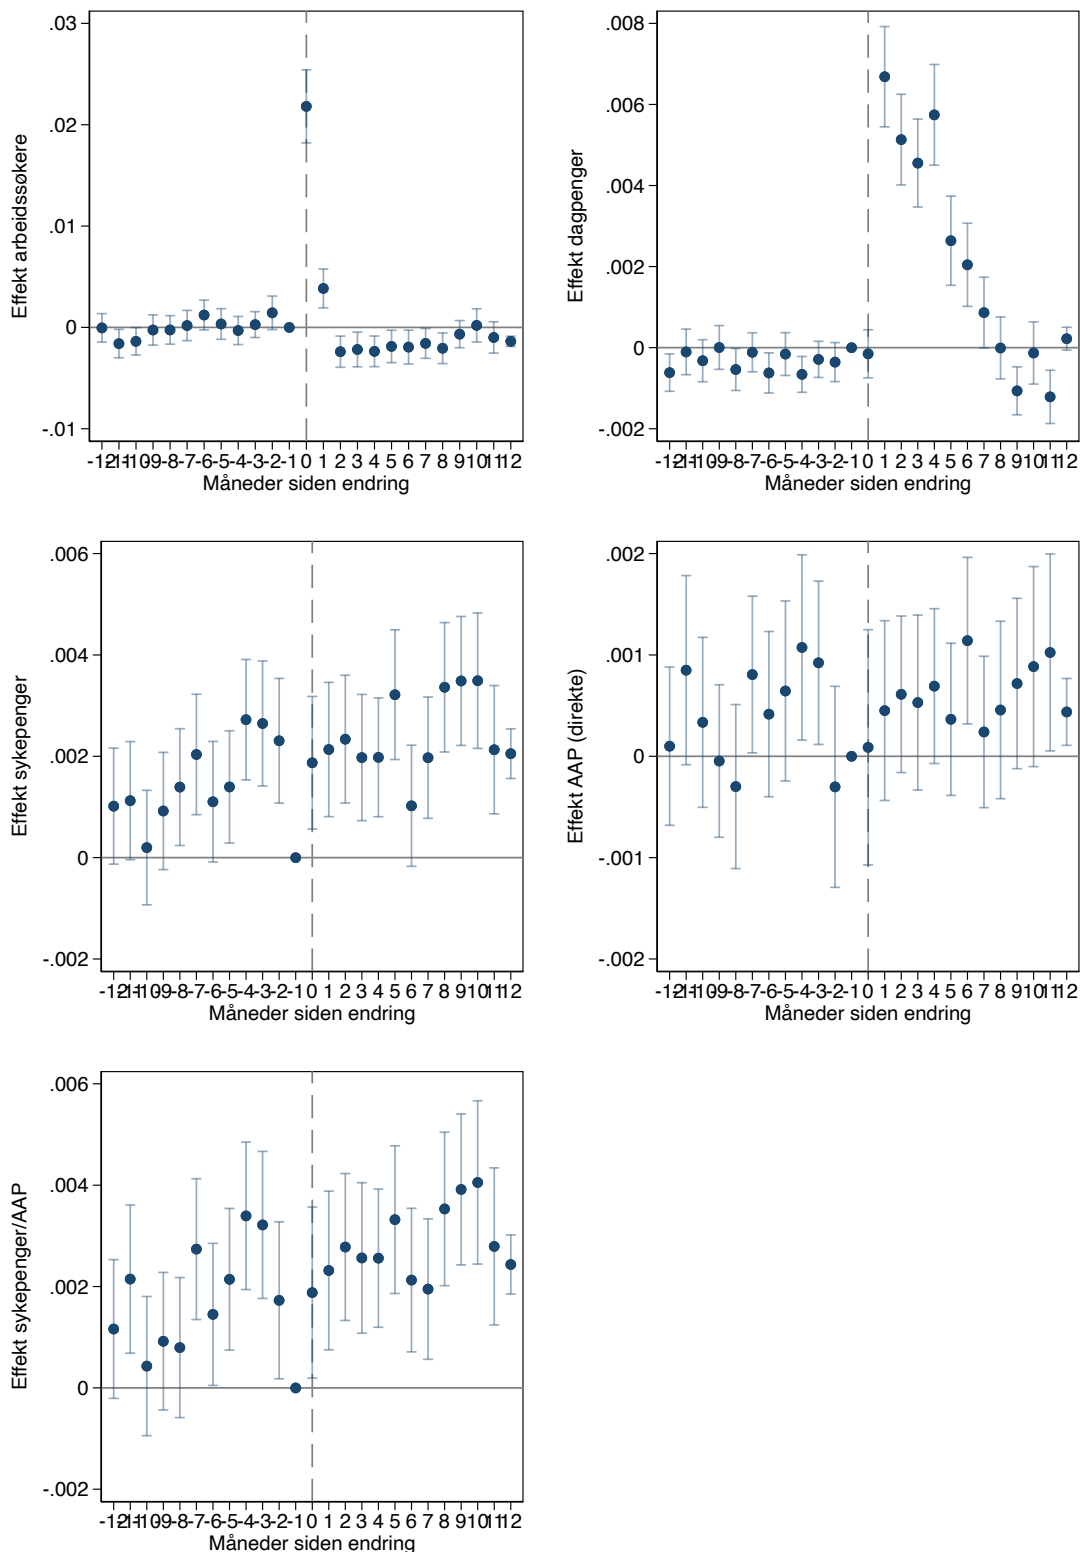 Effekt arbeidssøkere
.03
.02
.01
0
-.01
-12 -11 -10 -9 -8 -7 -6 -5 -4 -3 -2 -1 0 1 2 3 4 5 6 7 8 9 10 11 12
Måneder siden endring
Effekt dagpenger
.008
.006
.004
.002
0
-.002
-12 -11 -10 -9 -8 -7 -6 -5 -4 -3 -2 -1 0 1 2 3 4 5 6 7 8 9 10 11 12
Måneder siden endring
Effekt sykepenger
.006
.004
.002
0
-.002
-12 -11 -10 -9 -8 -7 -6 -5 -4 -3 -2 -1 0 1 2 3 4 5 6 7 8 9 10 11 12
Måneder siden endring
Effekt AAP (direkte)
.002
.001
0
-.001
-.002
-12 -11 -10 -9 -8 -7 -6 -5 -4 -3 -2 -1 0 1 2 3 4 5 6 7 8 9 10 11 12
Måneder siden endring
Effekt sykepenger/AAP
.006
.004
.002
0
-.002
-12 -11 -10 -9 -8 -7 -6 -5 -4 -3 -2 -1 0 1 2 3 4 5 6 7 8 9 10 11 12
Måneder siden endring